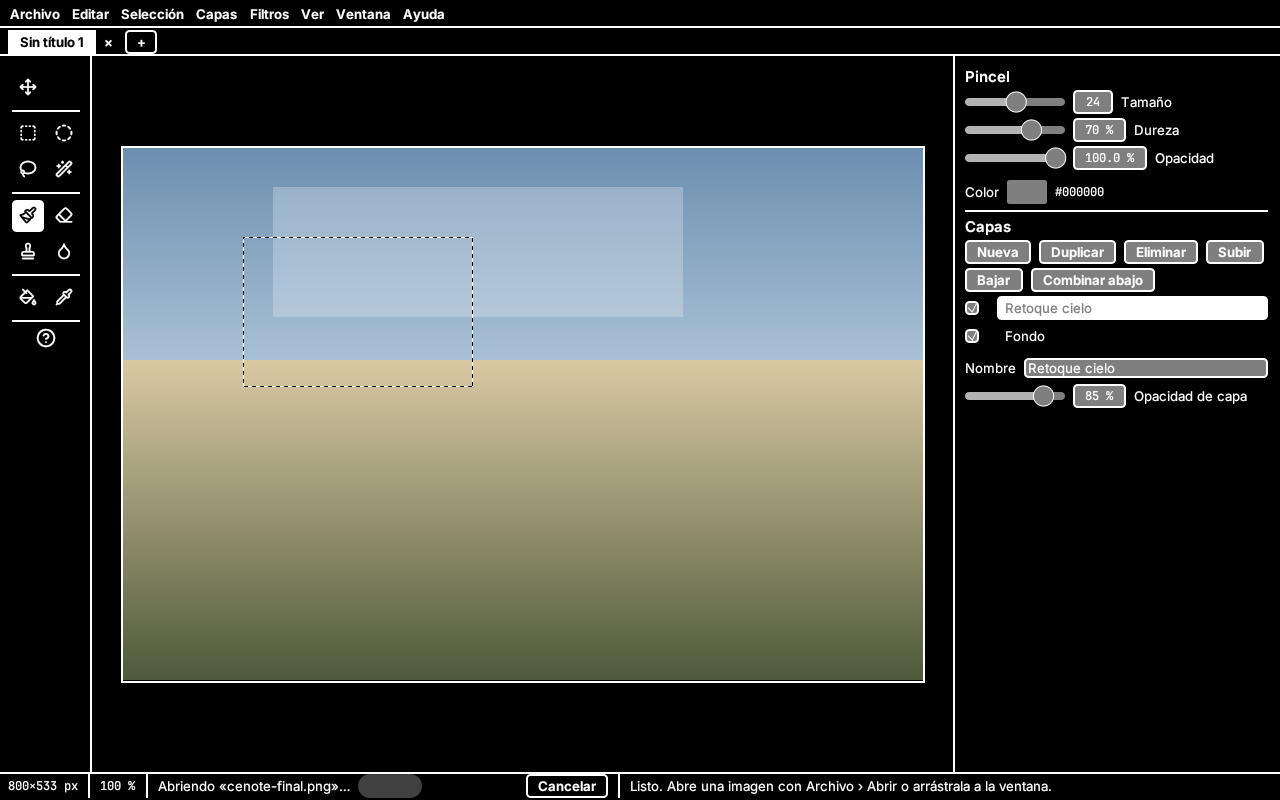 Archivo Editar Selección Capas Filtros Ver Ventana Ayuda
Sin título 1 × +
Pincel
24 Tamaño
70 % Dureza
100.0 % Opacidad
Color #000000
Capas
Nueva Duplicar Eliminar Subir
Bajar Combinar abajo
Retoque cielo
Fondo
Nombre Retoque cielo
85 % Opacidad de capa
800×533 px 100 % Abriendo «cenote-final.png»… Cancelar Listo. Abre una imagen con Archivo › Abrir o arrástrala a la ventana.